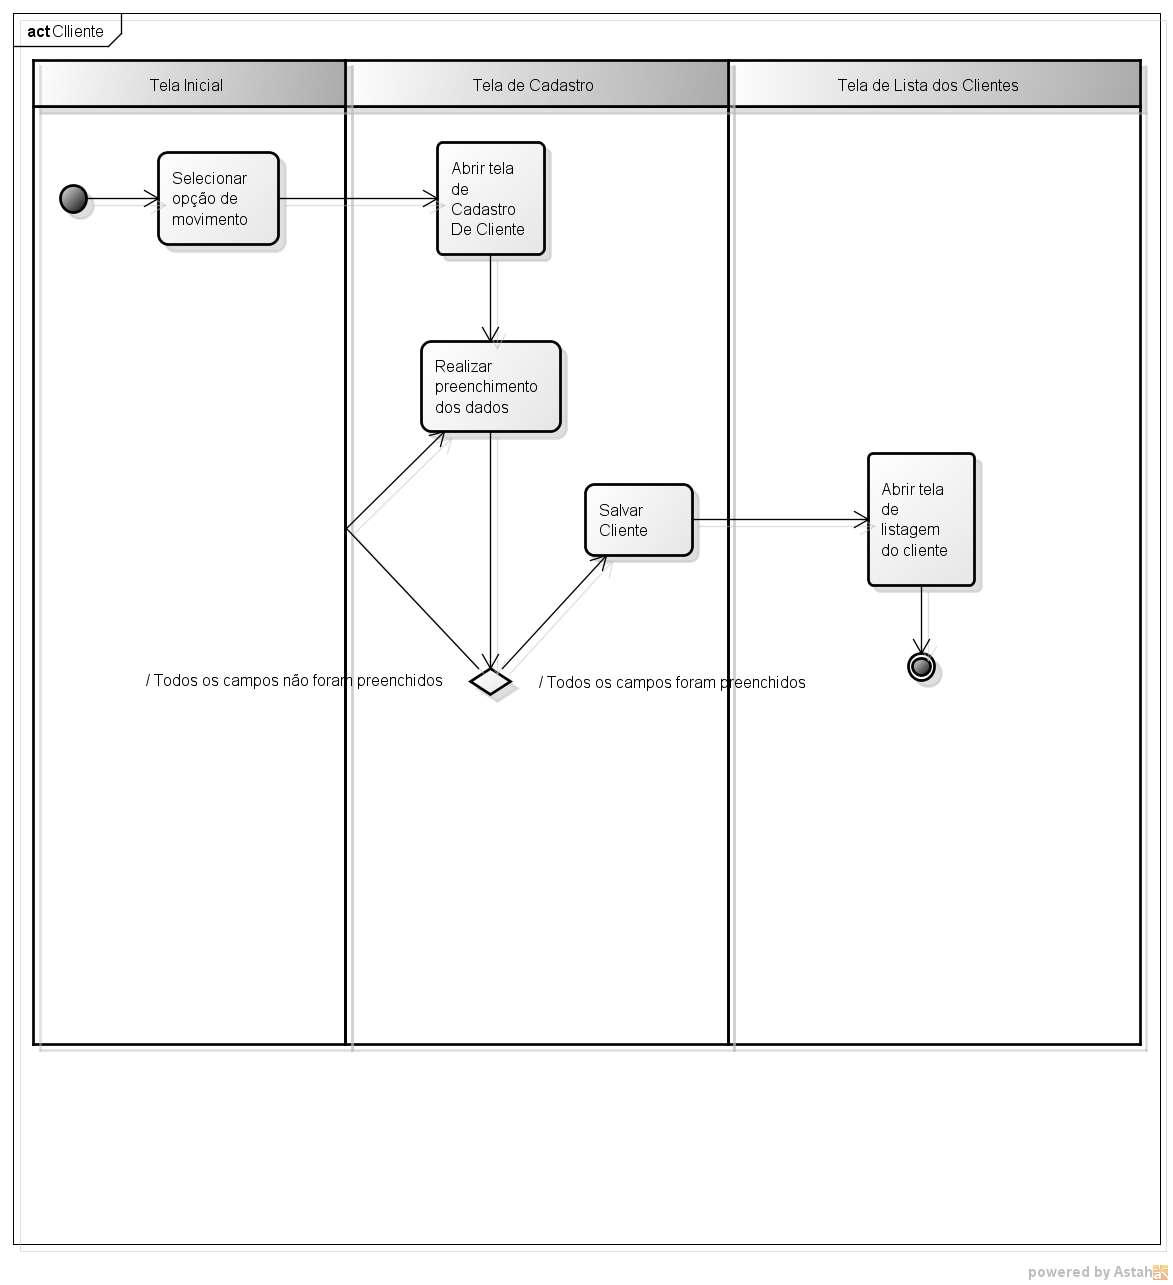 act Clliente
Tela Inicial
Tela de Cadastro
Tela de Lista dos Clientes
Selecionar
opção de
movimento
Abrir tela
de
Cadastro
De Cliente
Realizar
preenchimento
dos dados
Salvar
Cliente
Abrir tela
de
listagem
do cliente
/ Todos os campos não foram preenchidos
/ Todos os campos foram preenchidos
powered by Astah